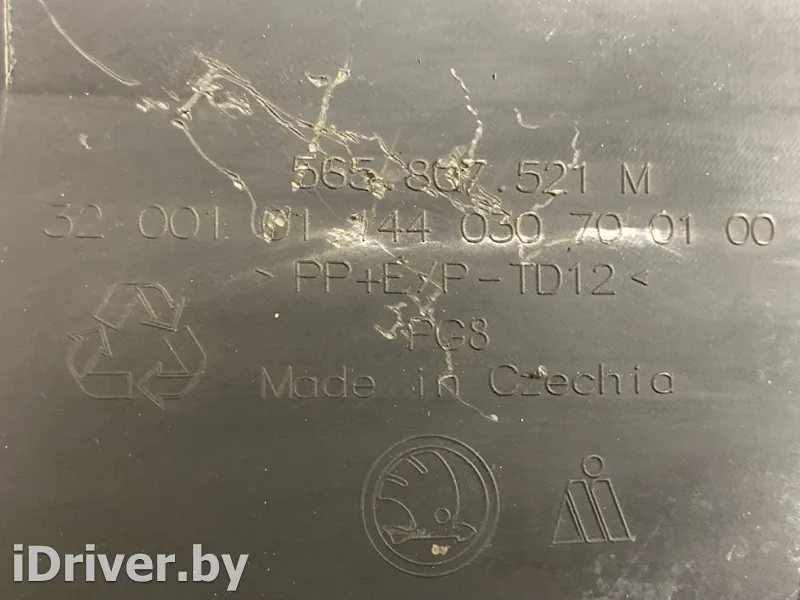 565.807.521 M
32 001 01 144 030 70 01 00
> PP+E/P-TD12 <
PG8
Made in Czechia
iDriver.by